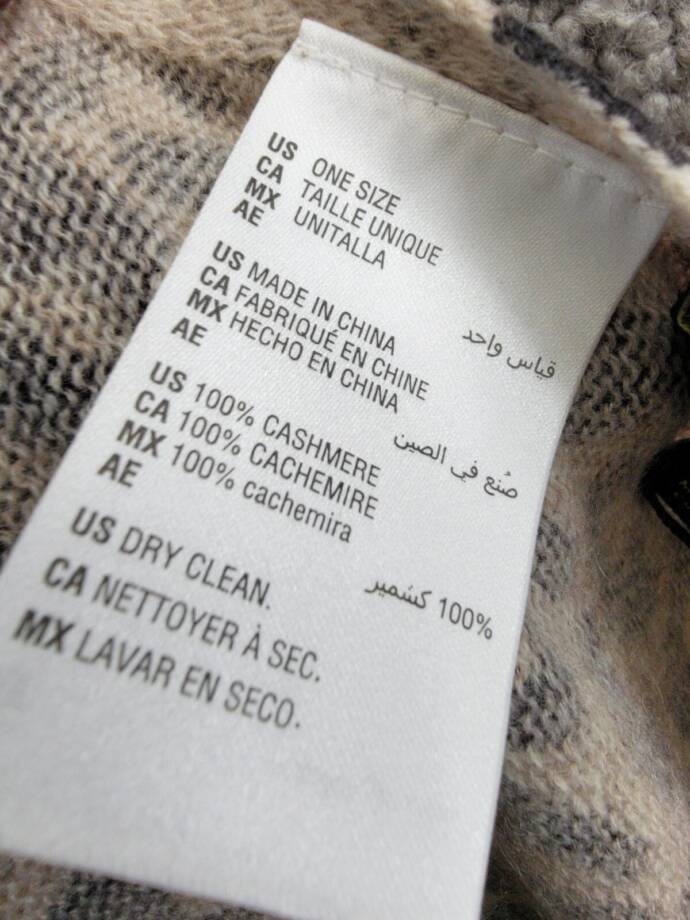 US ONE SIZE
CA TAILLE UNIQUE
MX UNITALLA
AE قياس واحد
US MADE IN CHINA
CA FABRIQUÉ EN CHINE
MX HECHO EN CHINA
AE صُنع في الصين
US 100% CASHMERE
CA 100% CACHEMIRE
MX 100% cachemira
AE 100% كشمير
US DRY CLEAN.
CA NETTOYER À SEC.
MX LAVAR EN SECO.